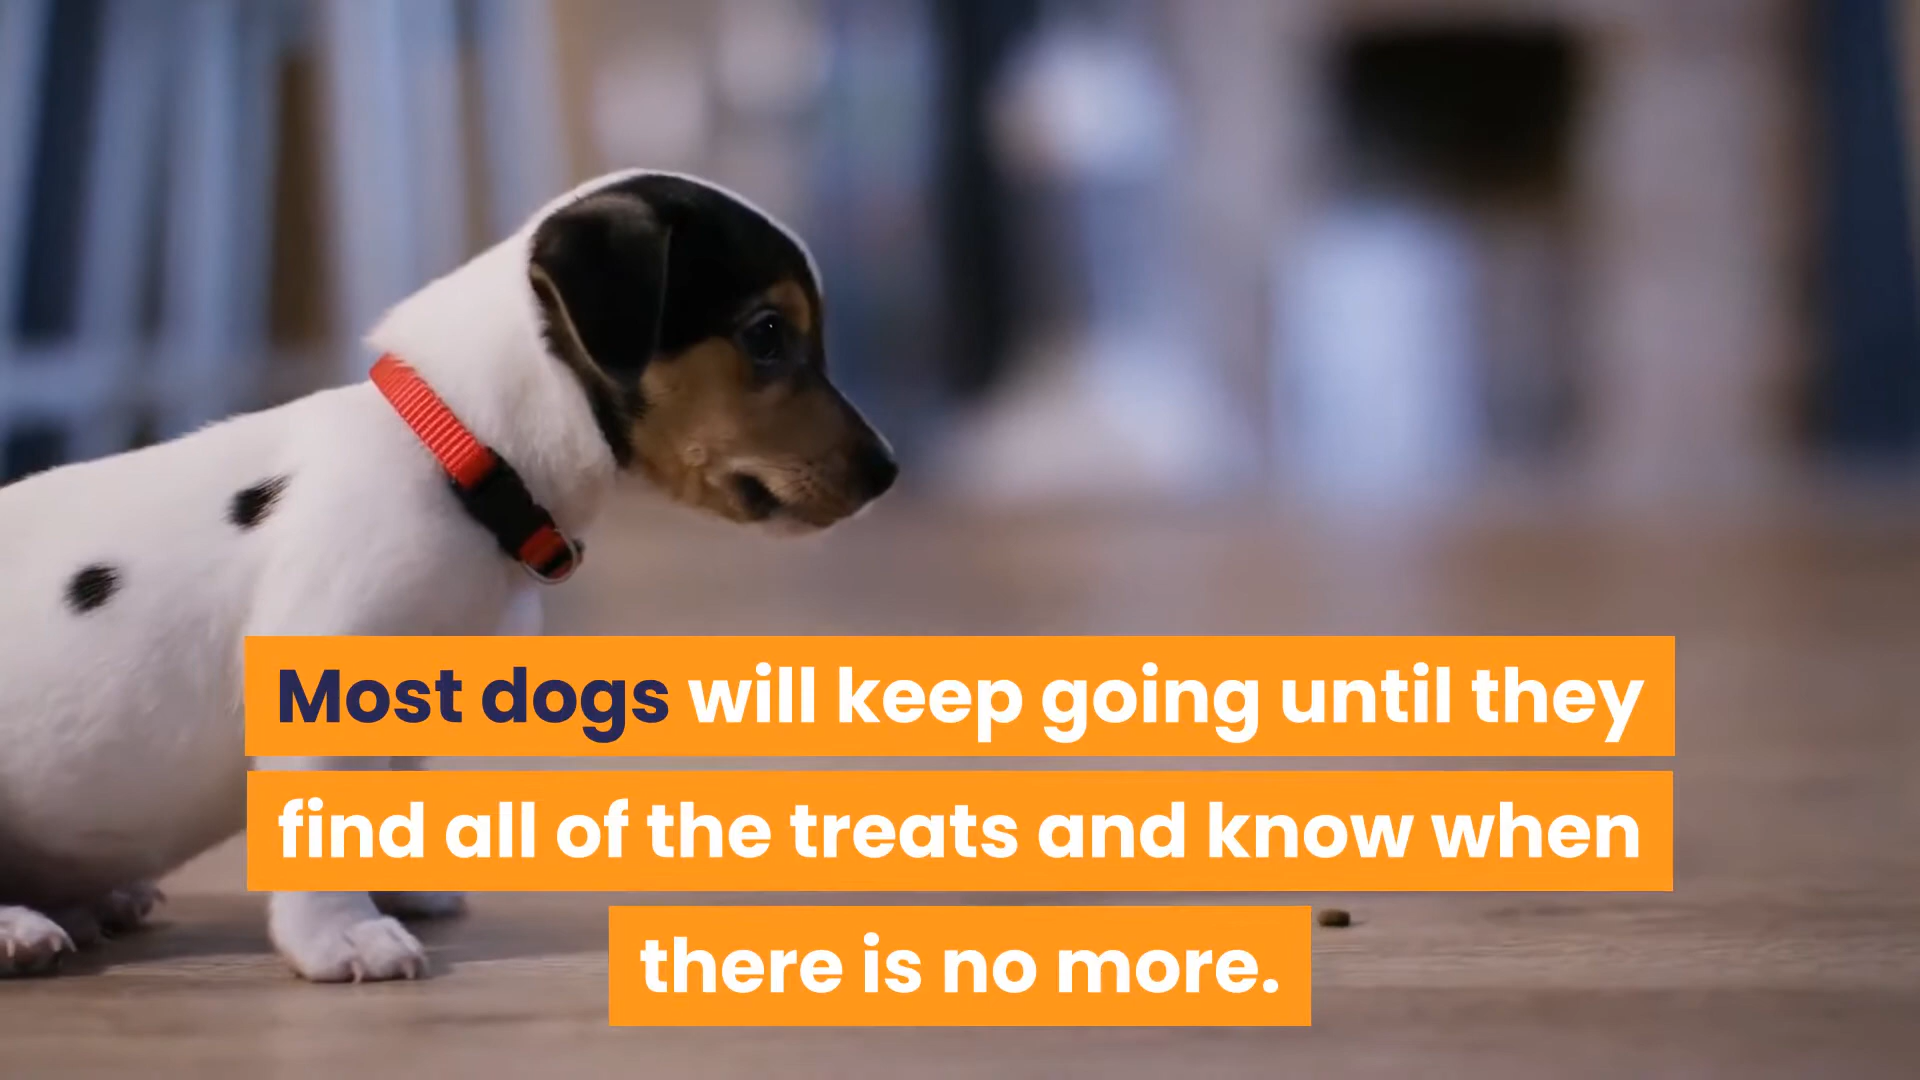 Most dogs will keep going until they
find all of the treats and know when
there is no more.